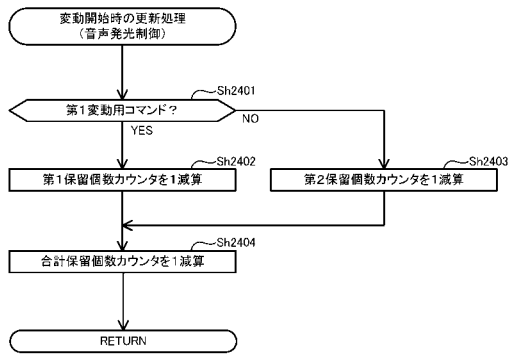 変動開始時の更新処理
(音声発光制御)
Sh2401
第1変動用コマンド?
NO
YES
Sh2402
第1保留個数カウンタを1減算
Sh2403
第2保留個数カウンタを1減算
Sh2404
合計保留個数カウンタを1減算
RETURN